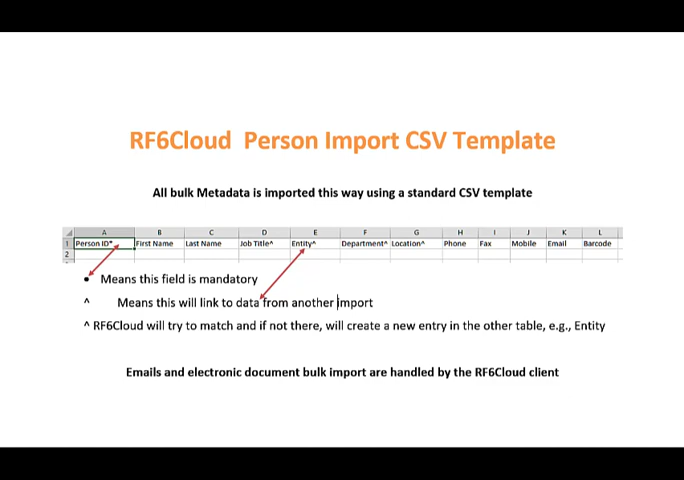 RF6Cloud Person Import CSV Template
All bulk Metadata is imported this way using a standard CSV template
A B C D E F G H I J K L
1 Person ID* First Name Last Name Job Title^ Entity^ Department^ Location^ Phone Fax Mobile Email Barcode
2
• Means this field is mandatory
^ Means this will link to data from another import
^ RF6Cloud will try to match and if not there, will create a new entry in the other table, e.g., Entity
Emails and electronic document bulk import are handled by the RF6Cloud client